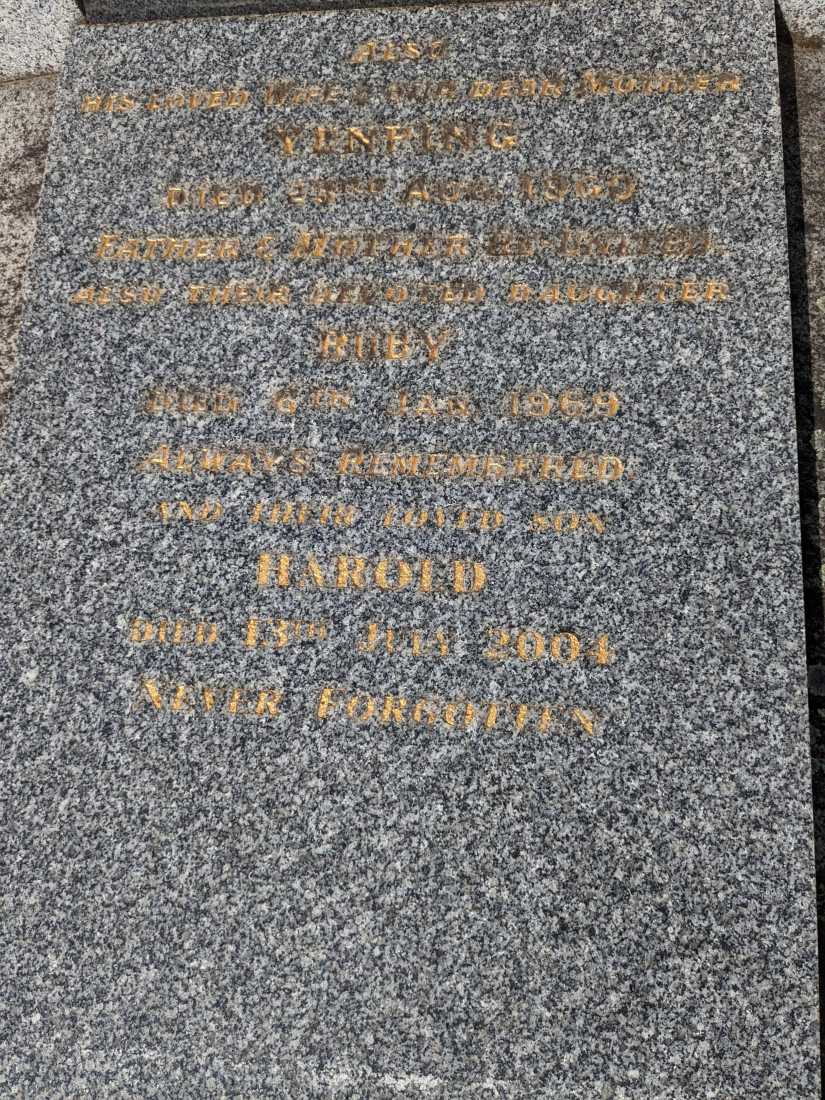 ALSO
HIS LOVED WIFE & OUR DEAR MOTHER
YENPING
DIED AUG. 1960
FATHER & MOTHER RE-UNITED.
ALSO THEIR DEVOTED DAUGHTER
RUBY
DIED 6TH JAN. 1969
ALWAYS REMEMBERED.
AND THEIR LOVED SON
HAROLD
DIED 13TH JULY 2004
NEVER FORGOTTEN